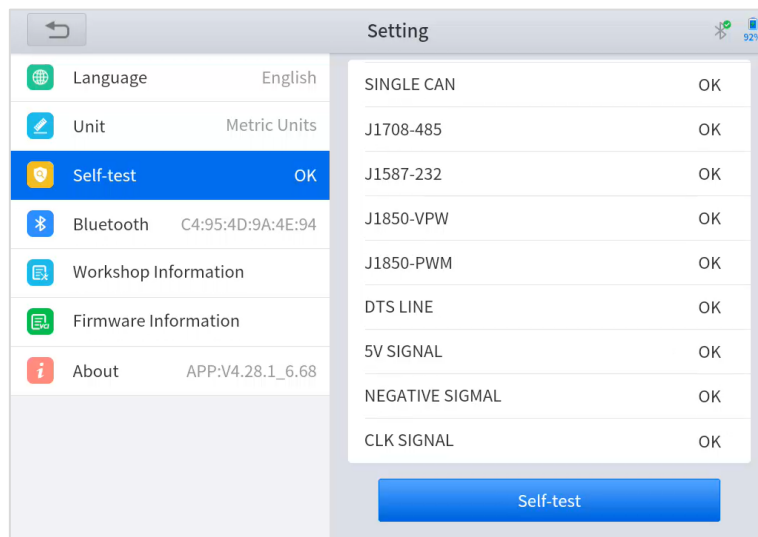 Setting
92%
Language English
Unit Metric Units
Self-test OK
Bluetooth C4:95:4D:9A:4E:94
Workshop Information
Firmware Information
About APP:V4.28.1_6.68
SINGLE CAN OK
J1708-485 OK
J1587-232 OK
J1850-VPW OK
J1850-PWM OK
DTS LINE OK
5V SIGNAL OK
NEGATIVE SIGMAL OK
CLK SIGNAL OK
Self-test